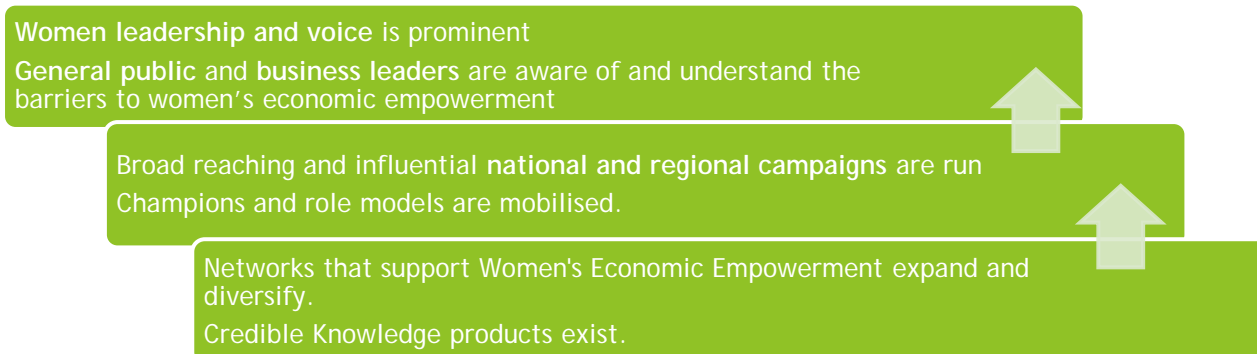 Women leadership and voice is prominent
General public and business leaders are aware of and understand the
barriers to women’s economic empowerment
Broad reaching and influential national and regional campaigns are run
Champions and role models are mobilised.
Networks that support Women's Economic Empowerment expand and
diversify.
Credible Knowledge products exist.